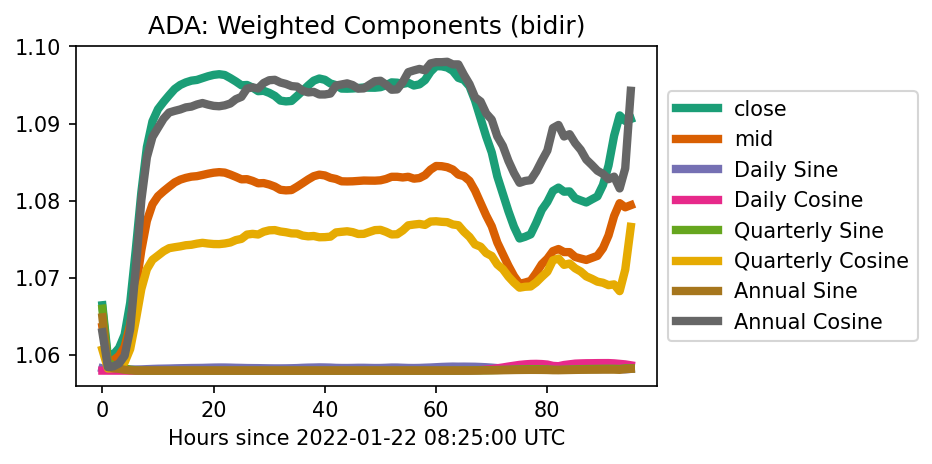 ADA: Weighted Components (bidir)
1.10
1.09
1.08
1.07
1.06
0 20 40 60 80
Hours since 2022-01-22 08:25:00 UTC
close
mid
Daily Sine
Daily Cosine
Quarterly Sine
Quarterly Cosine
Annual Sine
Annual Cosine